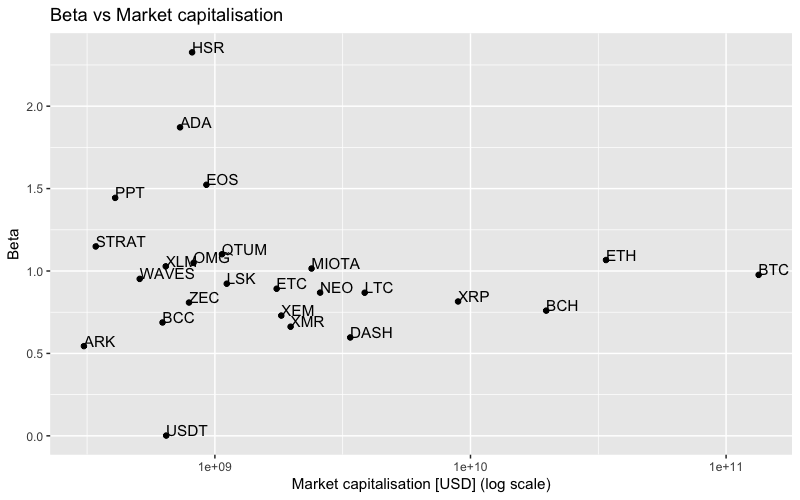 Beta vs Market capitalisation
HSR
2.0
ADA
EOS
1.5
PPT
STRAT
QTUM
OMG
XLM
MIOTA
ETH
BTC
1.0
WAVES
LSK
ETC
NEO
LTC
ZEC
XRP
BCH
BCC
XEM
XMR
DASH
ARK
0.5
USDT
0.0
Beta
1e+09
1e+10
1e+11
Market capitalisation [USD] (log scale)